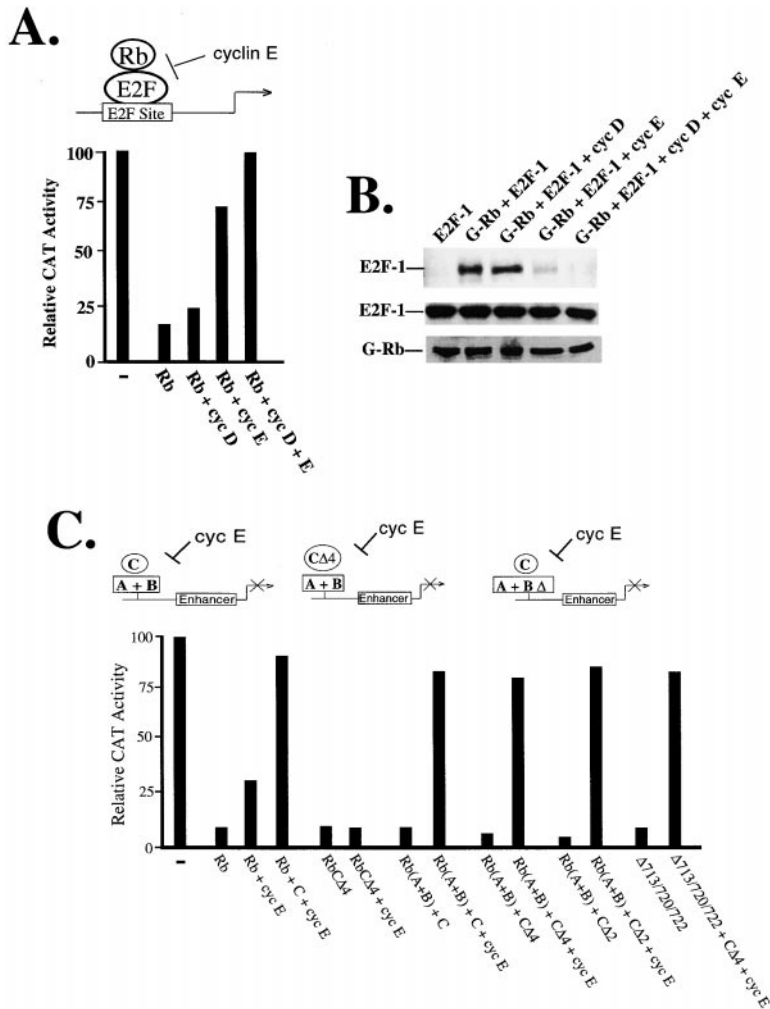 A.
Rb
cyclin E
E2F
E2F Site
Relative CAT Activity
100
75
50
25
0
–
Rb
Rb + cyc D
Rb + cyc E
Rb + cyc D + E
B.
E2F-1
G-Rb + E2F-1
G-Rb + E2F-1 + cyc D
G-Rb + E2F-1 + cyc E
G-Rb + E2F-1 + cyc D + cyc E
E2F-1
E2F-1
G-Rb
C.
cyc E
C
A + B
Enhancer
cyc E
CΔ4
A + B
Enhancer
cyc E
C
A + B Δ
Enhancer
Relative CAT Activity
100
75
25
0
–
Rb
Rb + cyc E
Rb + C + cyc E
RbCΔ4
RbCΔ4 + cyc E
Rb(A+B) + C
Rb(A+B) + C + cyc E
Rb(A+B) + CΔ4
Rb(A+B) + CΔ4 + cyc E
Rb(A+B) + CΔ2
Rb(A+B) + CΔ2 + cyc E
Δ713/720/722
Δ713/720/722 + CΔ4 + cyc E